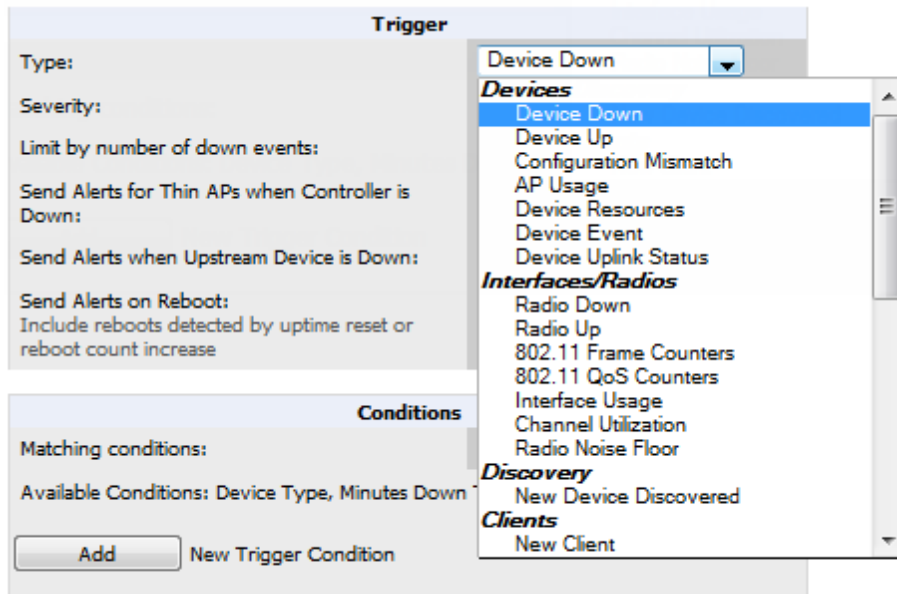 Trigger
Type:
Device Down
Severity:
Limit by number of down events:
Send Alerts for Thin APs when Controller is
Down:
Send Alerts when Upstream Device is Down:
Send Alerts on Reboot:
Include reboots detected by uptime reset or
reboot count increase
Devices
Device Down
Device Up
Configuration Mismatch
AP Usage
Device Resources
Device Event
Device Uplink Status
Interfaces/Radios
Radio Down
Radio Up
802.11 Frame Counters
802.11 QoS Counters
Interface Usage
Channel Utilization
Radio Noise Floor
Discovery
New Device Discovered
Clients
New Client
Conditions
Matching conditions:
Available Conditions: Device Type, Minutes Down
Add
New Trigger Condition